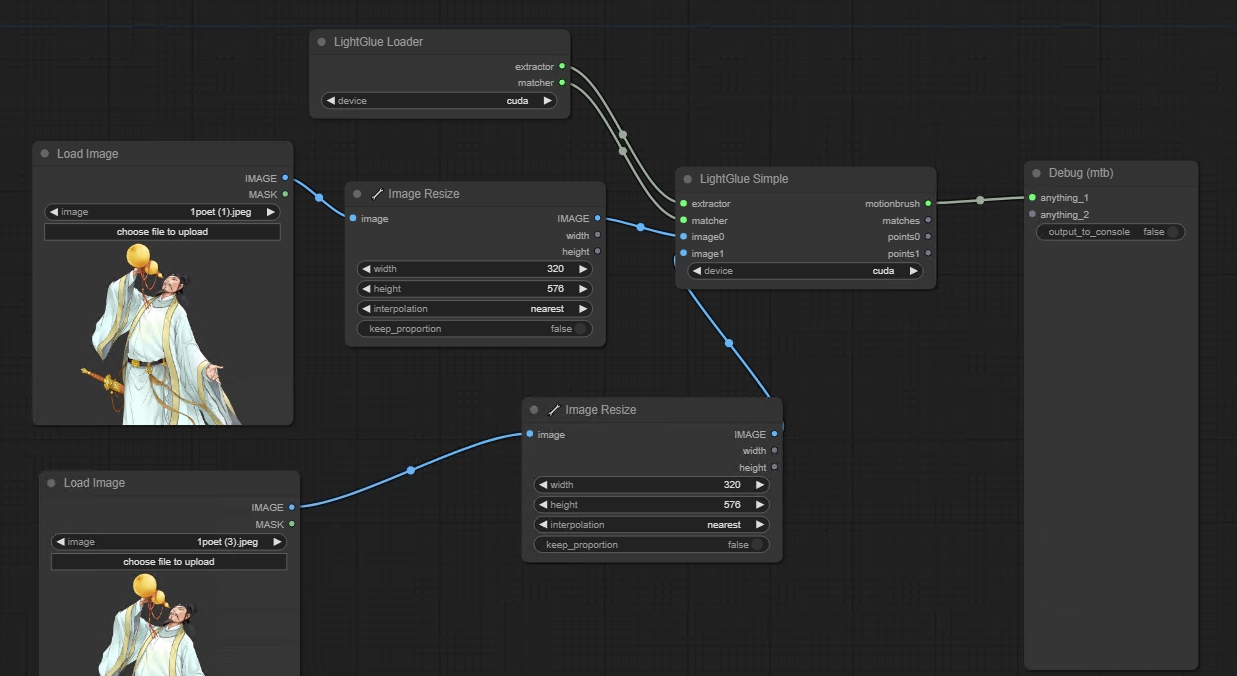 LightGlue Loader
extractor
matcher
device cuda
Load Image
IMAGE
MASK
image 1poet (1).jpeg
choose file to upload
Image Resize
image IMAGE
width
height
width 320
height 576
interpolation nearest
keep_proportion false
LightGlue Simple
extractor motionbrush
matcher matches
image0 points0
image1 points1
device cuda
Debug (mtb)
anything_1
anything_2
output_to_console false
Image Resize
image IMAGE
width
height
width 320
height 576
interpolation nearest
keep_proportion false
Load Image
IMAGE
MASK
image 1poet (3).jpeg
choose file to upload